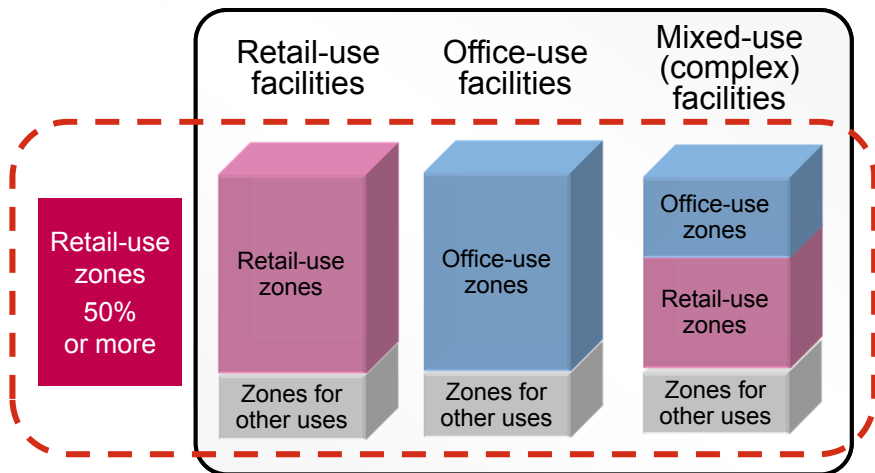 Retail-use
facilities
Office-use
facilities
Mixed-use
(complex)
facilities
Retail-use
zones
50%
or more
Retail-use
zones
Zones for
other uses
Office-use
zones
Zones for
other uses
Office-use
zones
Retail-use
zones
Zones for
other uses